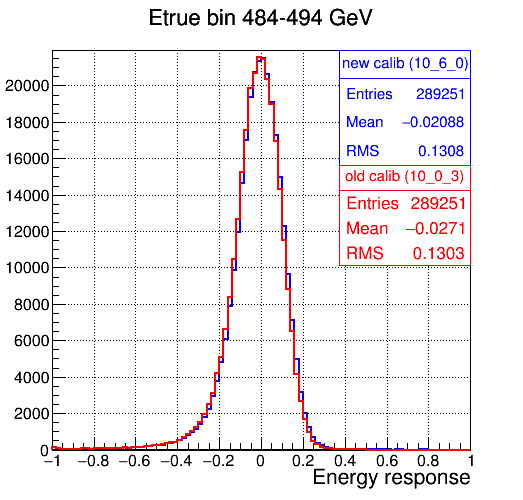 Etrue bin 484-494 GeV
new calib (10_6_0)
Entries 289251
Mean −0.02088
RMS 0.1308
old calib (10_0_3)
Entries 289251
Mean −0.0271
RMS 0.1303
20000
18000
16000
14000
12000
10000
8000
6000
4000
2000
0
−1 −0.8 −0.6 −0.4 −0.2 0 0.2 0.4 0.6 0.8 1
Energy response